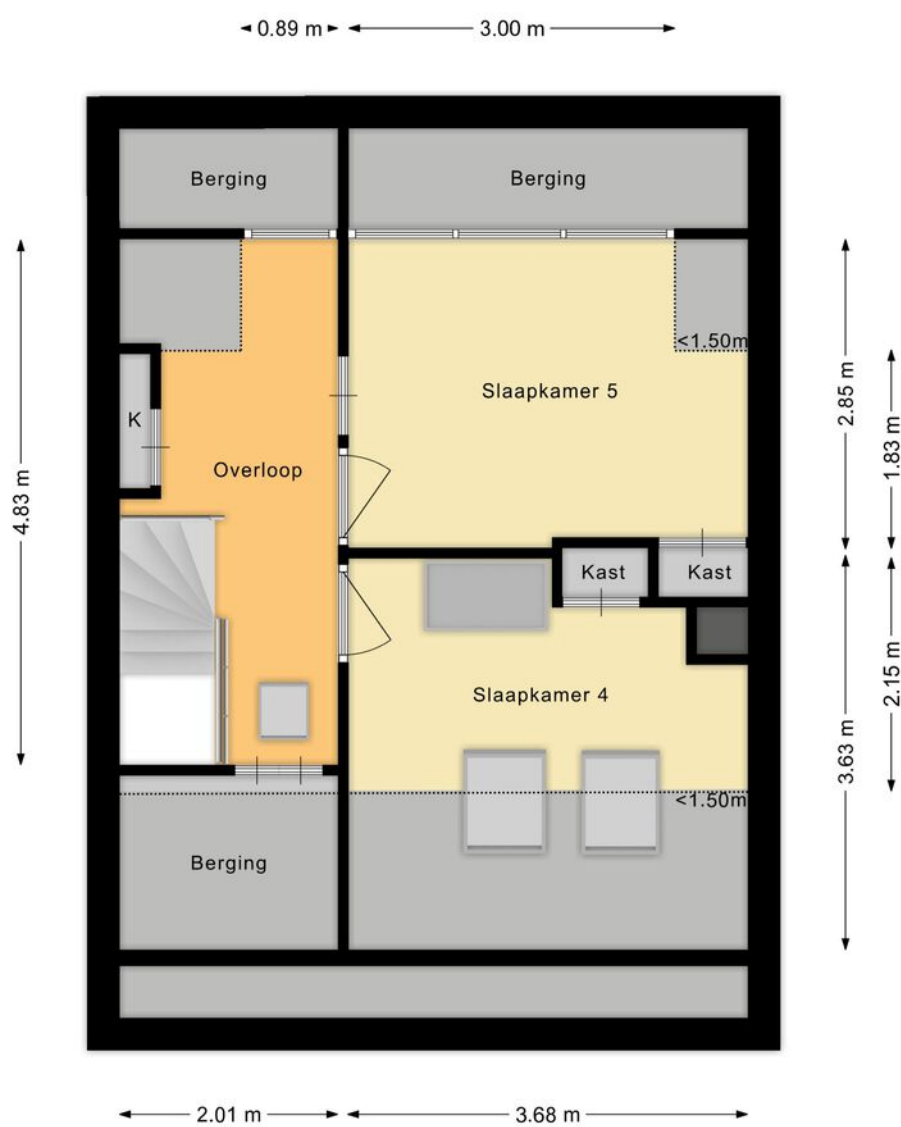 0.89 m
3.00 m
Berging
Berging
<1.50m
Slaapkamer 5
2.85 m
1.83 m
K
Overloop
4.83 m
Kast
Kast
Slaapkamer 4
2.15 m
3.63 m
<1.50m
Berging
2.01 m
3.68 m